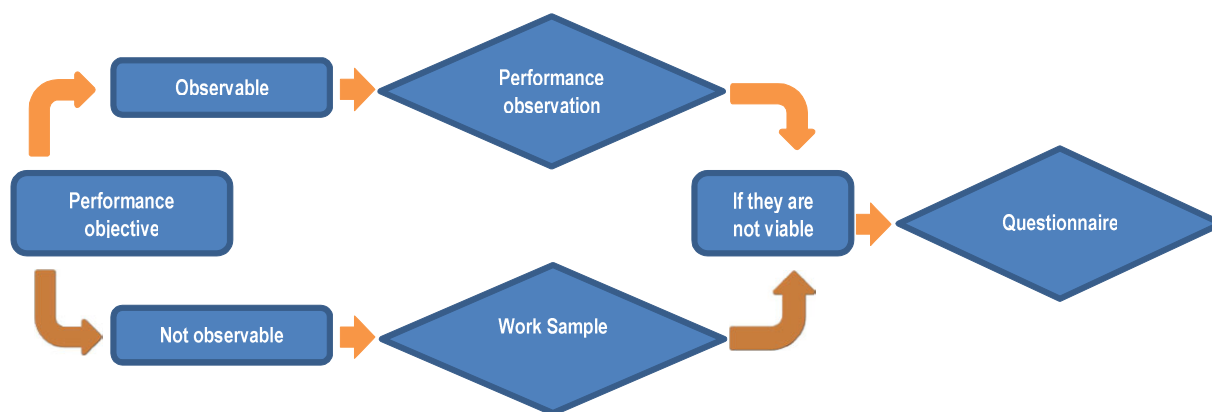 Observable
Performance
observation
Performance
objective
If they are
not viable
Questionnaire
Not observable
Work Sample